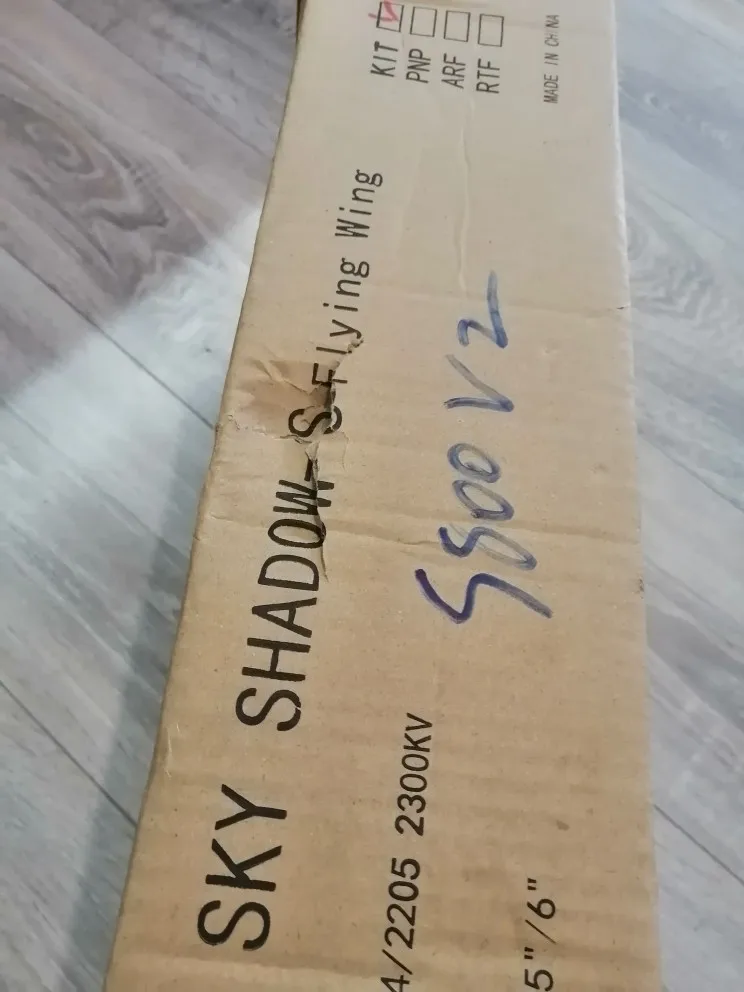 SKY SHADOW-S Flying Wing
4/2205 2300KV
5"/6"
S800 V2
KIT
PNP
ARF
RTF
MADE IN CHINA